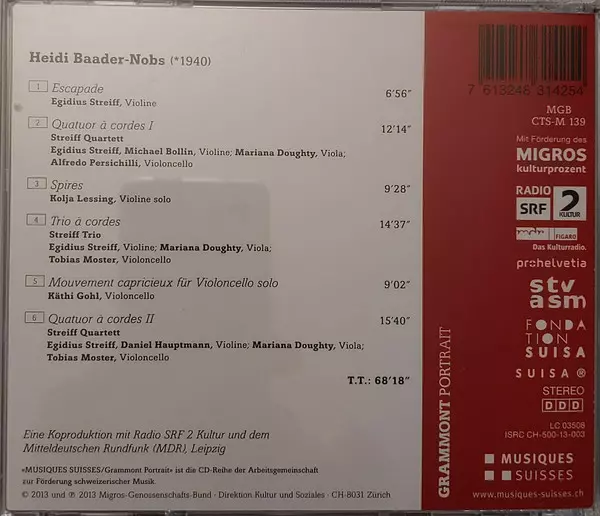 Heidi Baader-Nobs (*1940)
1 Escapade 6'56"
Egidius Streiff, Violine
2 Quatuor à cordes I 12'14"
Streiff Quartett
Egidius Streiff, Michael Bollin, Violine; Mariana Doughty, Viola;
Alfredo Persichilli, Violoncello
3 Spires 9'28"
Kolja Lessing, Violine solo
4 Trio à cordes 14'37"
Streiff Trio
Egidius Streiff, Violine; Mariana Doughty, Viola;
Tobias Moster, Violoncello
5 Mouvement capricieux für Violoncello solo 9'02"
Käthi Gohl, Violoncello
6 Quatuor à cordes II 15'40"
Streiff Quartett
Egidius Streiff, Daniel Hauptmann, Violine; Mariana Doughty, Viola;
Tobias Moster, Violoncello
T.T.: 68'18"
Eine Koproduktion mit Radio SRF 2 Kultur und dem
Mitteldeutschen Rundfunk (MDR), Leipzig
«MUSIQUES SUISSES/Grammont Portrait» ist die CD-Reihe der Arbeitsgemeinschaft
zur Förderung schweizerischer Musik.
© 2013 und ℗ 2013 Migros-Genossenschafts-Bund · Direktion Kultur und Soziales · CH-8031 Zürich
GRAMMONT PORTRAIT
7 613248 314254
MGB
CTS-M 139
Mit Förderung des
MIGROS
kulturprozent
RADIO
SRF 2
KULTUR
mdr FIGARO
Das Kulturradio.
prohelvetia
stv
asm
FONDA
TION
SUISA
SUISA ®
STEREO
DDD
LC 03508
ISRC CH-500-13-003
MUSIQUES
SUISSES
www.musiques-suisses.ch